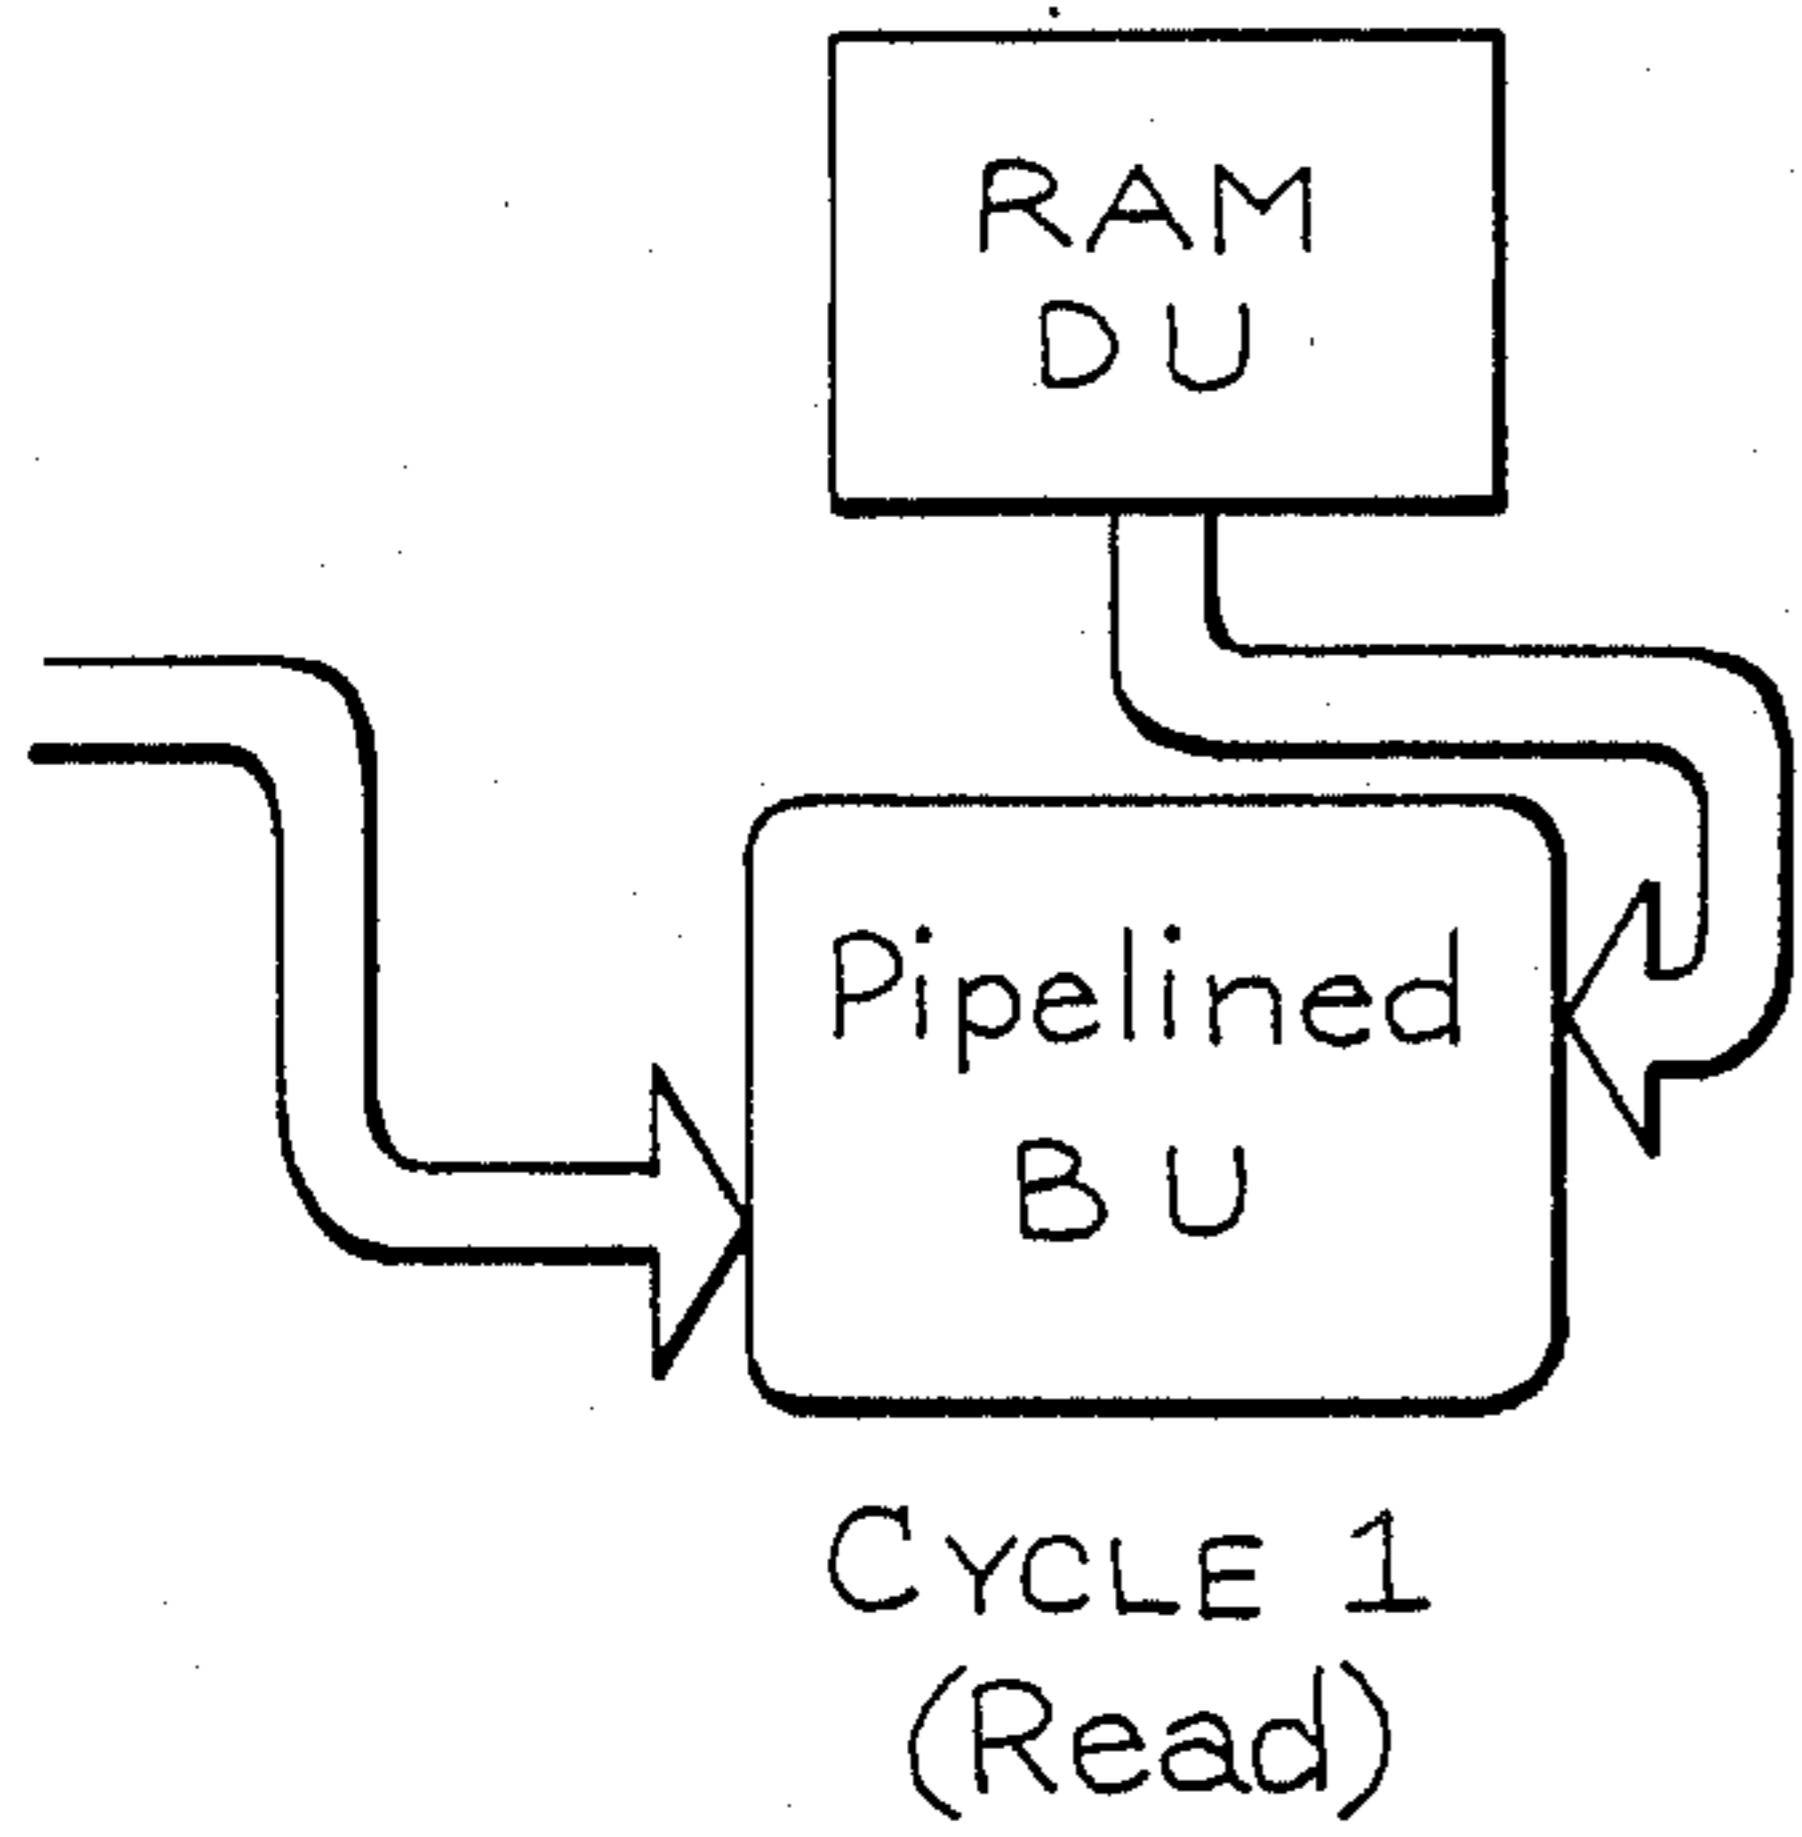 RAM
DU
Pipelined
BU
CYCLE 1
(Read)